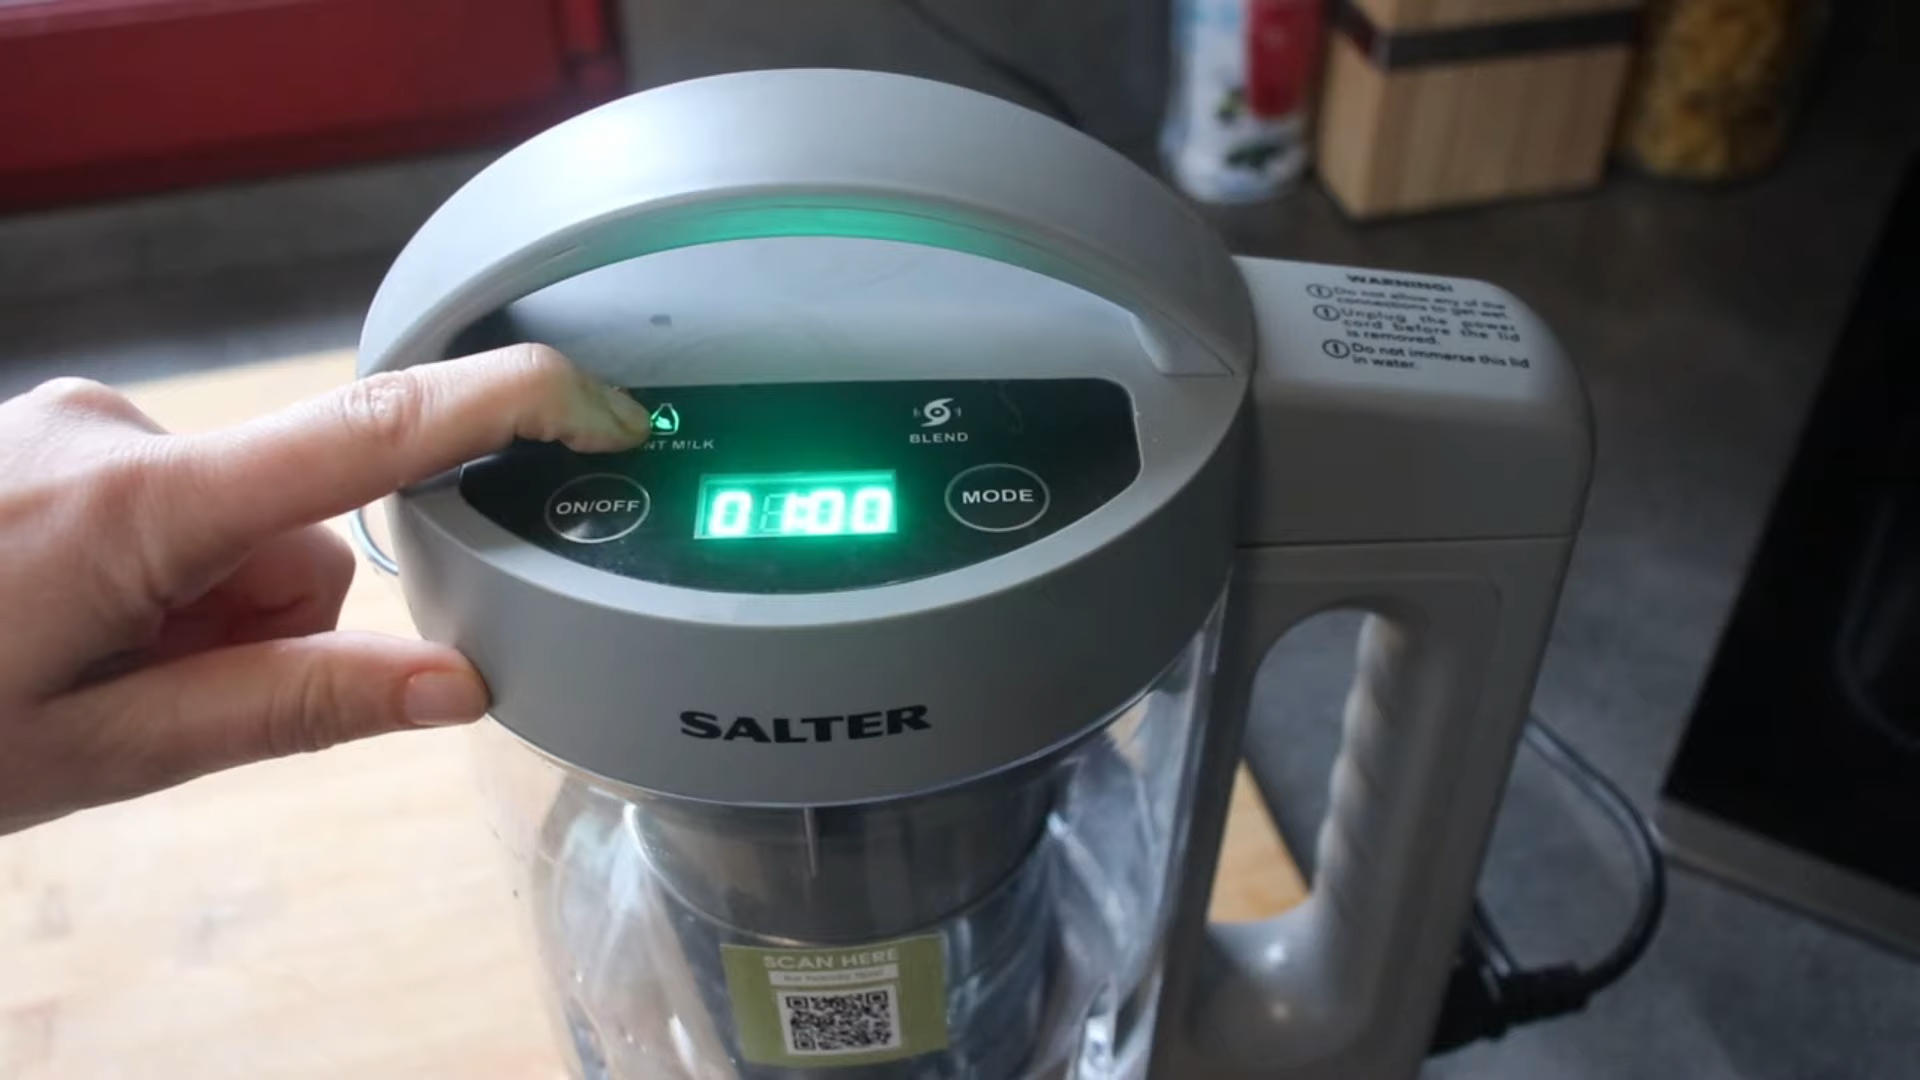 WARNING!
Do not allow any of the
connections to get wet.
Unplug the power
cord before the lid
is removed.
Do not immerse this lid
in water.
NT MILK
BLEND
ON/OFF
01:00
MODE
SALTER
SCAN HERE